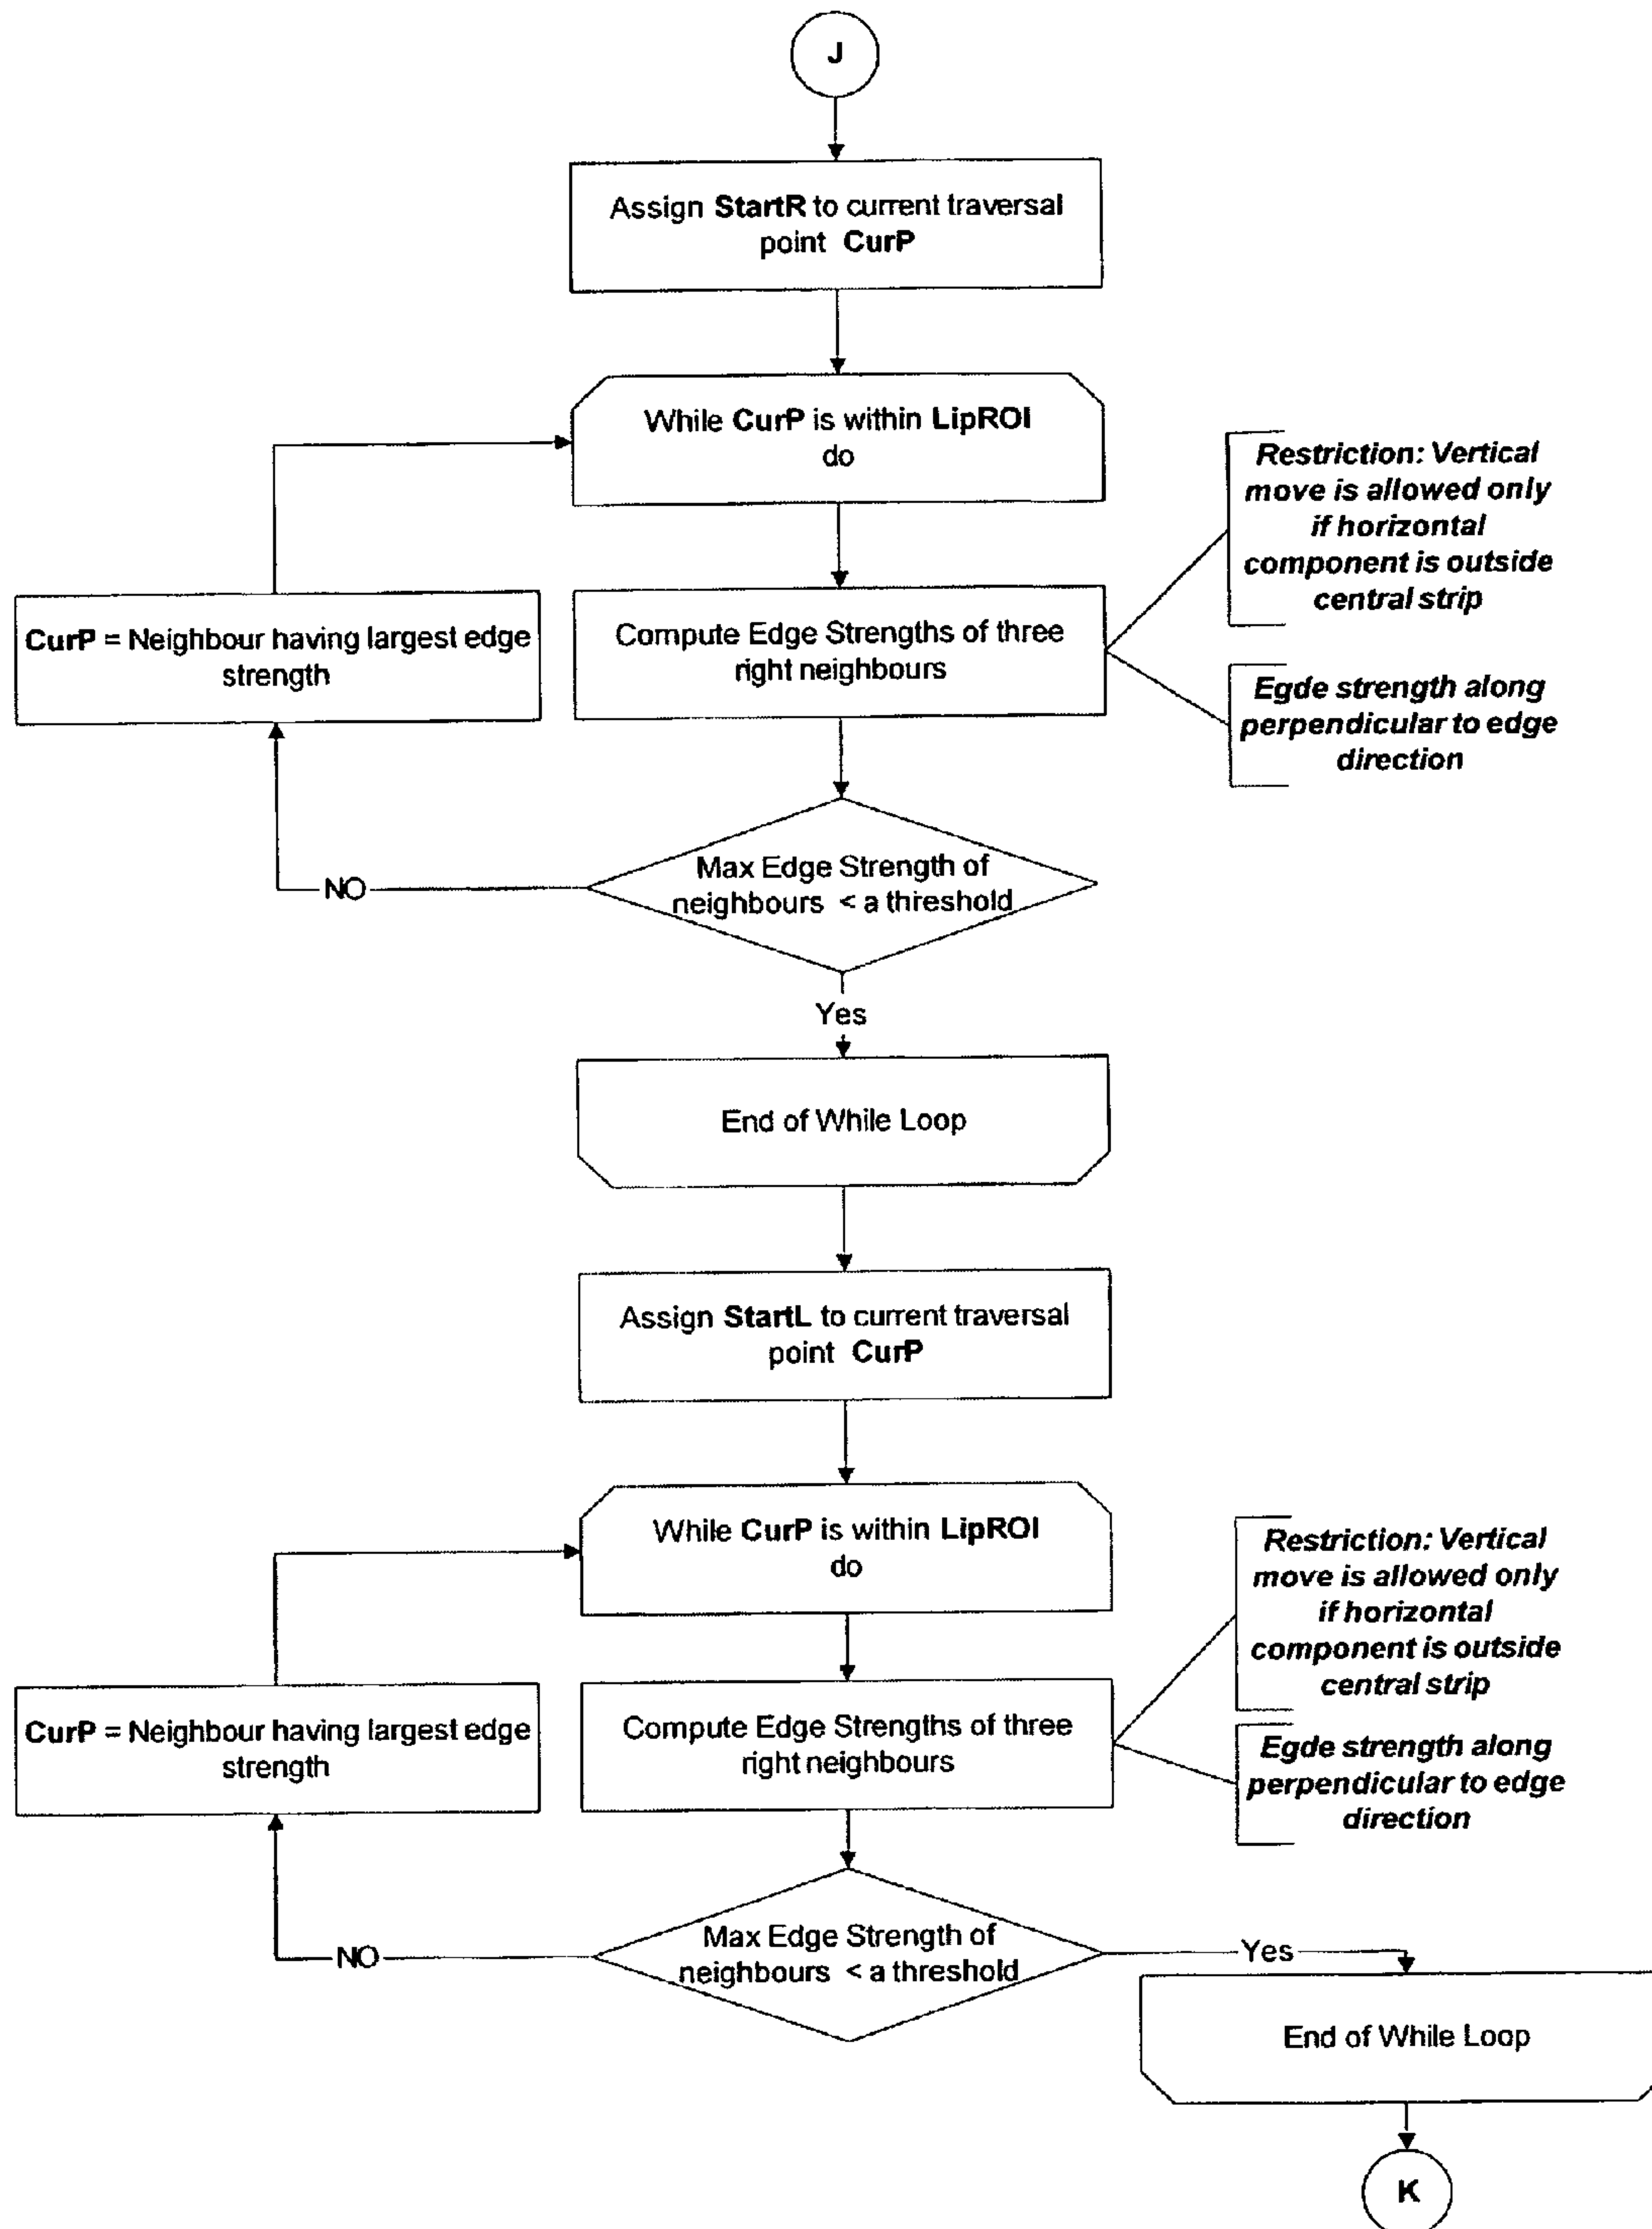 J
Assign StartR to current traversal
point CurP
While CurP is within LipROI
do
Restriction: Vertical
move is allowed only
if horizontal
component is outside
central strip
CurP = Neighbour having largest edge
strength
Compute Edge Strengths of three
right neighbours
Egde strength along
perpendicular to edge
direction
Max Edge Strength of
neighbours < a threshold
NO
Yes
End of While Loop
Assign StartL to current traversal
point CurP
While CurP is within LipROI
do
Restriction: Vertical
move is allowed only
if horizontal
component is outside
central strip
CurP = Neighbour having largest edge
strength
Compute Edge Strengths of three
right neighbours
Egde strength along
perpendicular to edge
direction
Max Edge Strength of
neighbours < a threshold
NO
Yes
End of While Loop
K